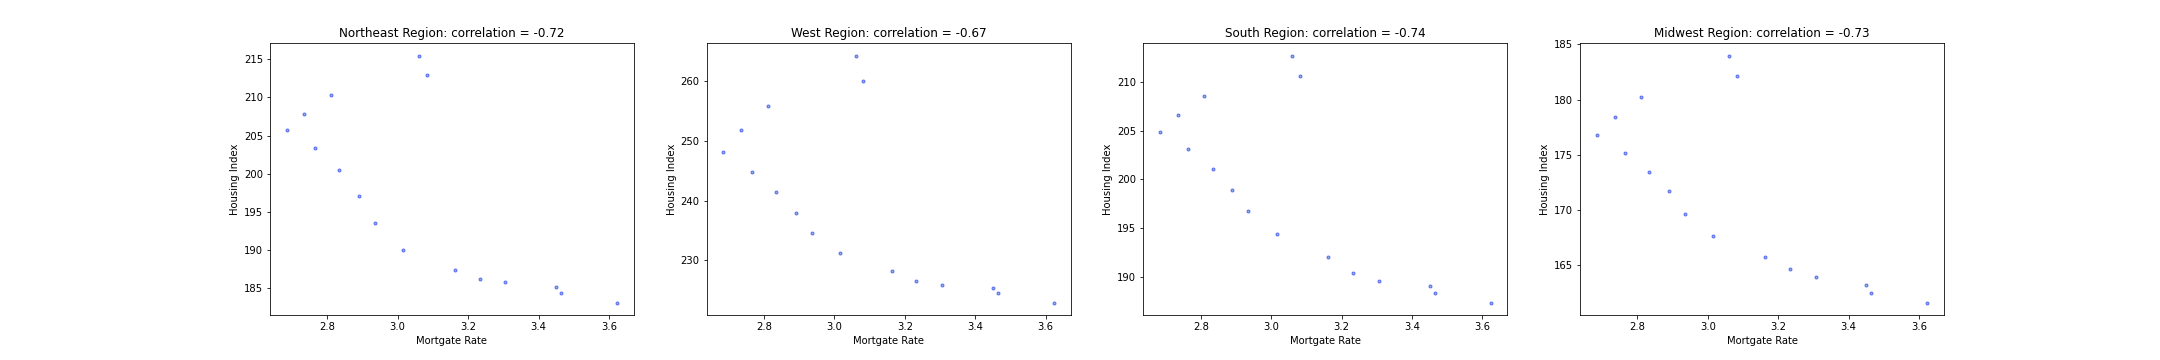 Northeast Region: correlation = -0.72
215
210
205
200
195
190
185
Housing Index
2.8 3.0 3.2 3.4 3.6
Mortgate Rate
West Region: correlation = -0.67
260
250
240
230
Housing Index
2.8 3.0 3.2 3.4 3.6
Mortgate Rate
South Region: correlation = -0.74
210
205
200
195
190
Housing Index
2.8 3.0 3.2 3.4 3.6
Mortgate Rate
Midwest Region: correlation = -0.73
185
180
175
170
165
Housing Index
2.8 3.0 3.2 3.4 3.6
Mortgate Rate